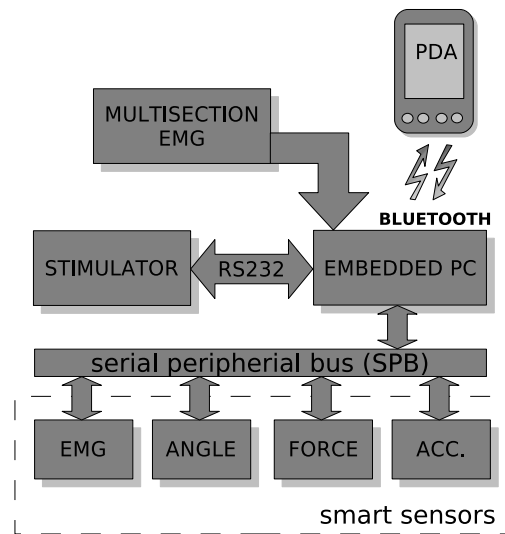 PDA
MULTISECTION
EMG
BLUETOOTH
STIMULATOR
RS232
EMBEDDED PC
serial peripherial bus (SPB)
EMG
ANGLE
FORCE
ACC.
smart sensors